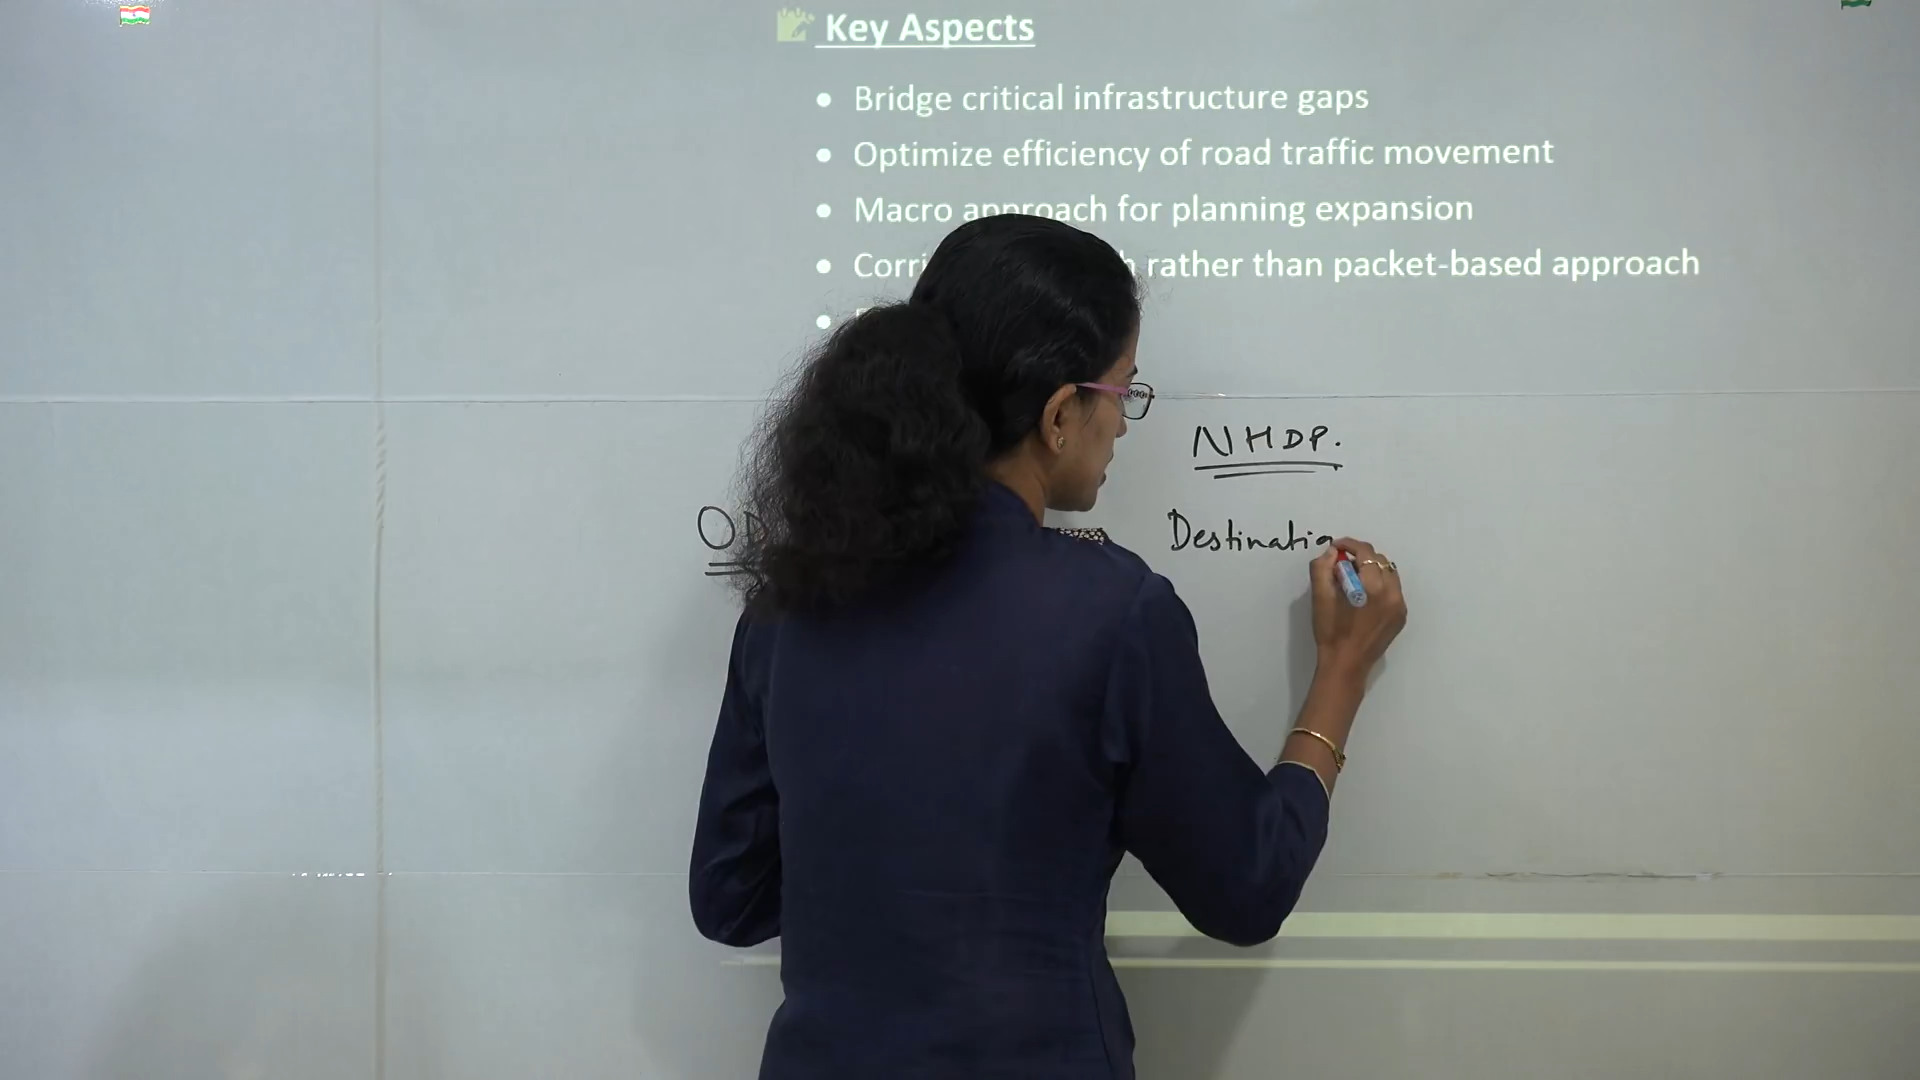 Key Aspects
• Bridge critical infrastructure gaps
• Optimize efficiency of road traffic movement
• Macro approach for planning expansion
• rather than packet-based approach
NHDP.
OD
Destinatio